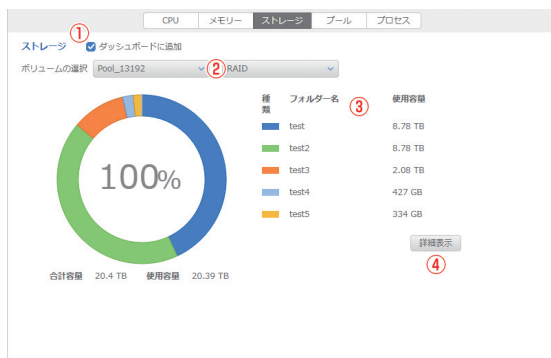 CPU メモリー ストレージ プール プロセス
①
ストレージ ダッシュボードに追加
ボリュームの選択 Pool_13192 ② RAID
種類 フォルダー名 ③ 使用容量
test 8.78 TB
test2 8.78 TB
test3 2.08 TB
test4 427 GB
test5 334 GB
100%
詳細表示
④
合計容量 20.4 TB 使用容量 20.39 TB